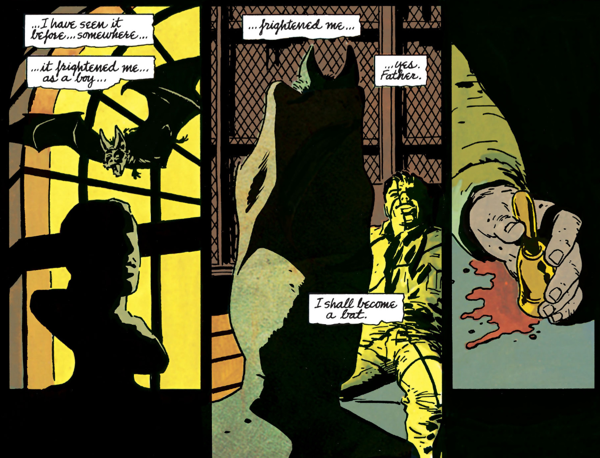 ...I have seen it
before...somewhere...
...it frightened me...
as a boy...
...frightened me...
...yes.
Father.
I shall become
a bat.